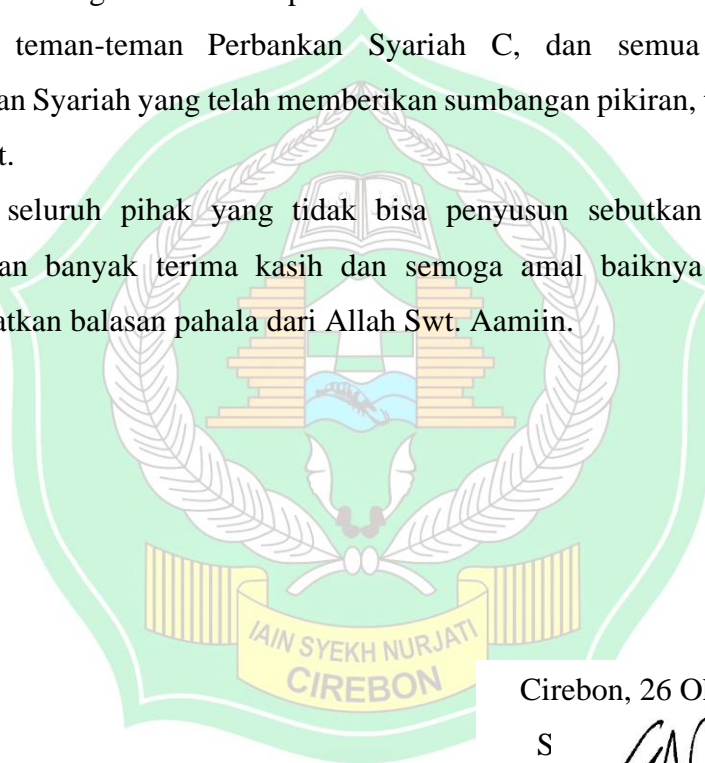 teman-teman Perbankan Syariah C, dan semua
an Syariah yang telah memberikan sumbangan pikiran,
t.
seluruh pihak yang tidak bisa penyusun sebutkan
an banyak terima kasih dan semoga amal baiknya
atkan balasan pahala dari Allah Swt. Aamiin.
IAIN SYEKH NURJATI
CIREBON
Cirebon, 26 O
S